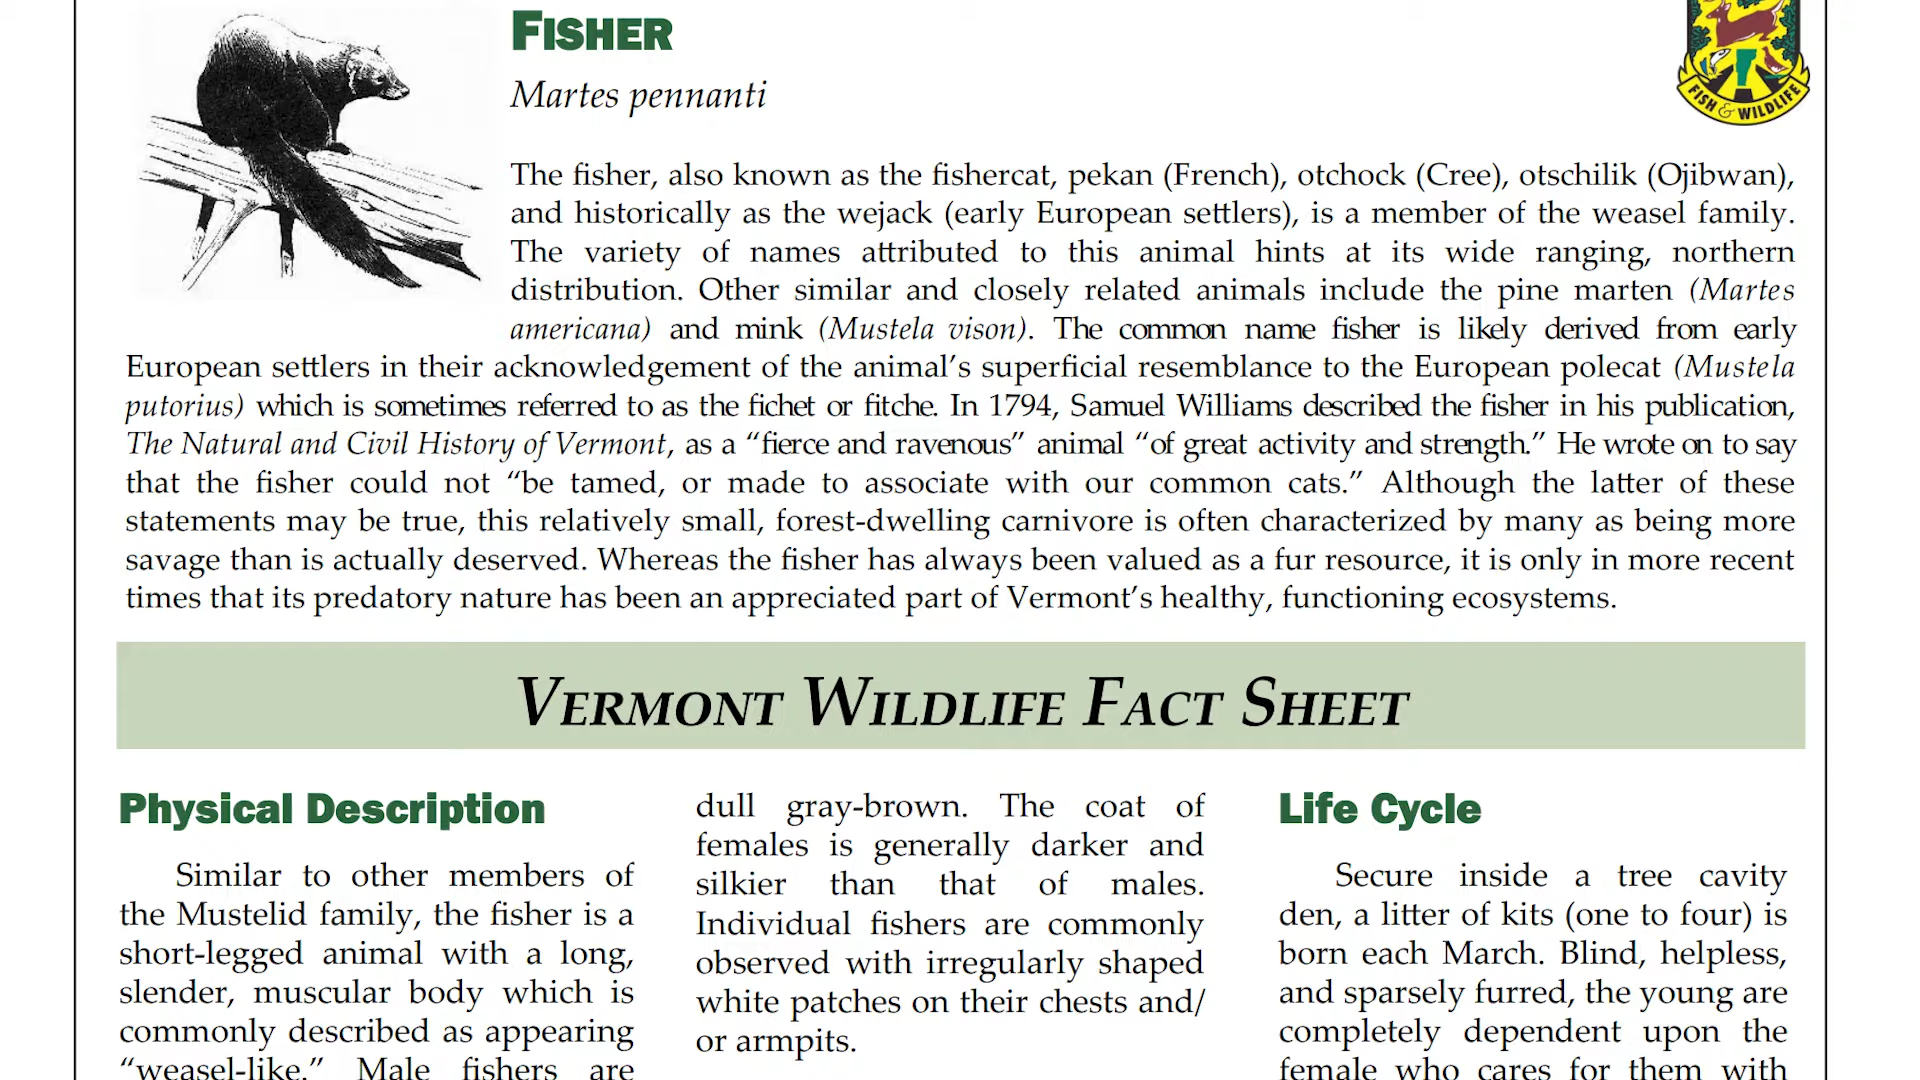 FISHER
Martes pennanti
FISH & WILDLIFE
The fisher, also known as the fishercat, pekan (French), otchock (Cree), otschilik (Ojibwan),
and historically as the wejack (early European settlers), is a member of the weasel family.
The variety of names attributed to this animal hints at its wide ranging, northern
distribution. Other similar and closely related animals include the pine marten (Martes
americana) and mink (Mustela vison). The common name fisher is likely derived from early
European settlers in their acknowledgement of the animal’s superficial resemblance to the European polecat (Mustela
putorius) which is sometimes referred to as the fichet or fitche. In 1794, Samuel Williams described the fisher in his publication,
The Natural and Civil History of Vermont, as a “fierce and ravenous” animal “of great activity and strength.” He wrote on to say
that the fisher could not “be tamed, or made to associate with our common cats.” Although the latter of these
statements may be true, this relatively small, forest-dwelling carnivore is often characterized by many as being more
savage than is actually deserved. Whereas the fisher has always been valued as a fur resource, it is only in more recent
times that its predatory nature has been an appreciated part of Vermont’s healthy, functioning ecosystems.
VERMONT WILDLIFE FACT SHEET
Physical Description
Similar to other members of
the Mustelid family, the fisher is a
short-legged animal with a long,
slender, muscular body which is
commonly described as appearing
“weasel-like.” Male fishers are
dull gray-brown. The coat of
females is generally darker and
silkier than that of males.
Individual fishers are commonly
observed with irregularly shaped
white patches on their chests and/
or armpits.
Life Cycle
Secure inside a tree cavity
den, a litter of kits (one to four) is
born each March. Blind, helpless,
and sparsely furred, the young are
completely dependent upon the
female who cares for them with